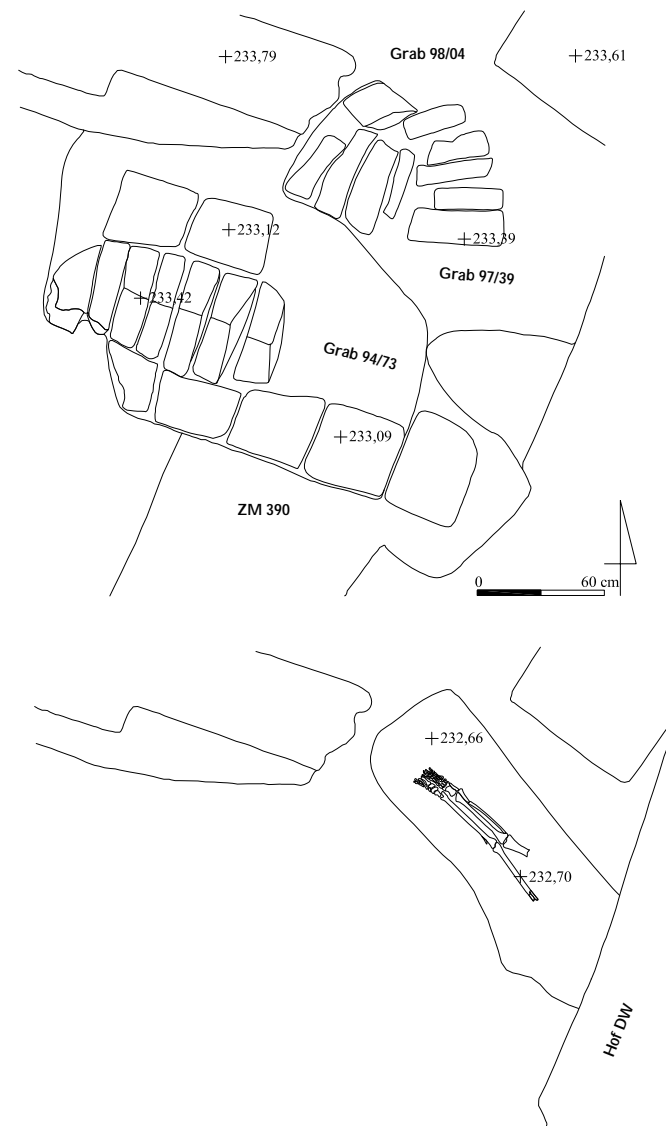 Grab 98/04
233,79
233,61
233,12
233,39
Grab 97/39
233,42
Grab 94/73
233,09
ZM 390
0 60 cm
232,66
232,70
Hof DW